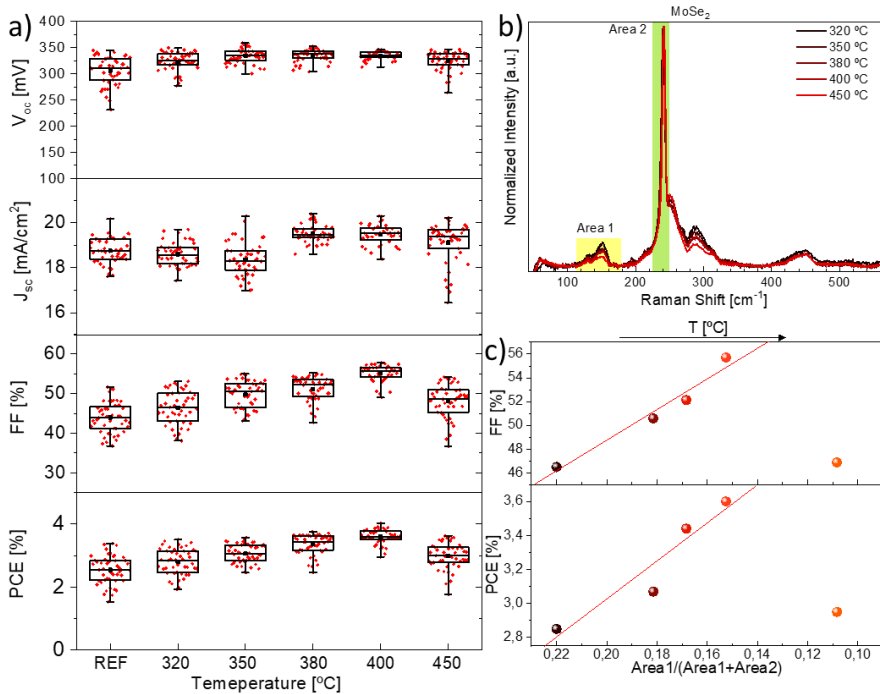 a)
400
350
300
250
200
150
100
V_oc [mV]
20
18
16
J_sc [mA/cm²]
60
50
40
30
FF [%]
4
2
0
PCE [%]
REF 320 350 380 400 450
Temeperature [ºC]
b)
MoSe₂
Area 2
Area 1
320 ºC
350 ºC
380 ºC
400 ºC
450 ºC
Normalized Intensity [a.u.]
100 200 300 400 500
Raman Shift [cm⁻¹]
c)
T [ºC]
56
54
52
50
48
46
FF [%]
3,6
3,4
3,2
3,0
2,8
PCE [%]
0,22 0,20 0,18 0,16 0,14 0,12 0,10
Area1/(Area1+Area2)